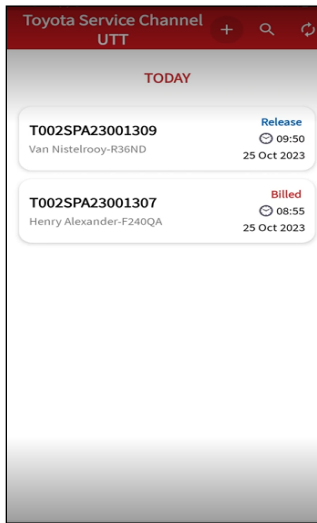 Toyota Service Channel
UTT
TODAY
T002SPA23001309
Release
Van Nistelrooy-R36ND
09:50
25 Oct 2023
T002SPA23001307
Billed
Henry Alexander-F240QA
08:55
25 Oct 2023